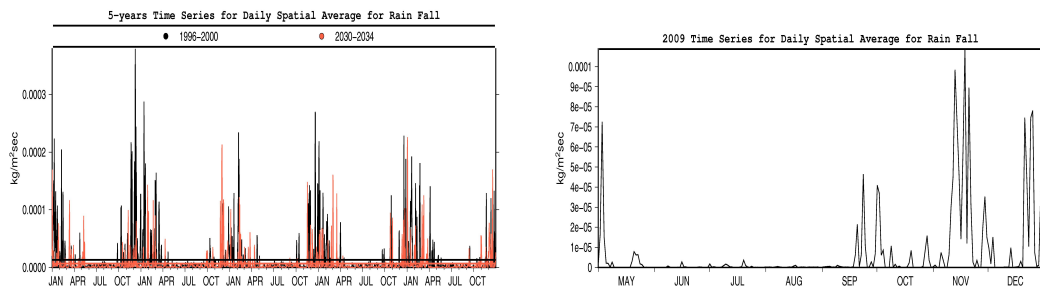 5-years Time Series for Daily Spatial Average for Rain Fall
1996-2000 2030-2034
kg/m²sec
0.0003
0.0002
0.0001
0.0000
JAN APR JUL OCT JAN APR JUL OCT JAN APR JUL OCT JAN APR JUL OCT JAN APR JUL OCT
2009 Time Series for Daily Spatial Average for Rain Fall
kg/m²sec
0.0001
9e-05
8e-05
7e-05
6e-05
5e-05
4e-05
3e-05
2e-05
1e-05
0
MAY JUN JUL AUG SEP OCT NOV DEC